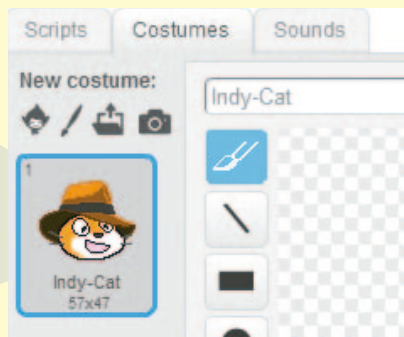 Scripts Costumes Sounds
New costume:
Indy-Cat
1
Indy-Cat
57x47